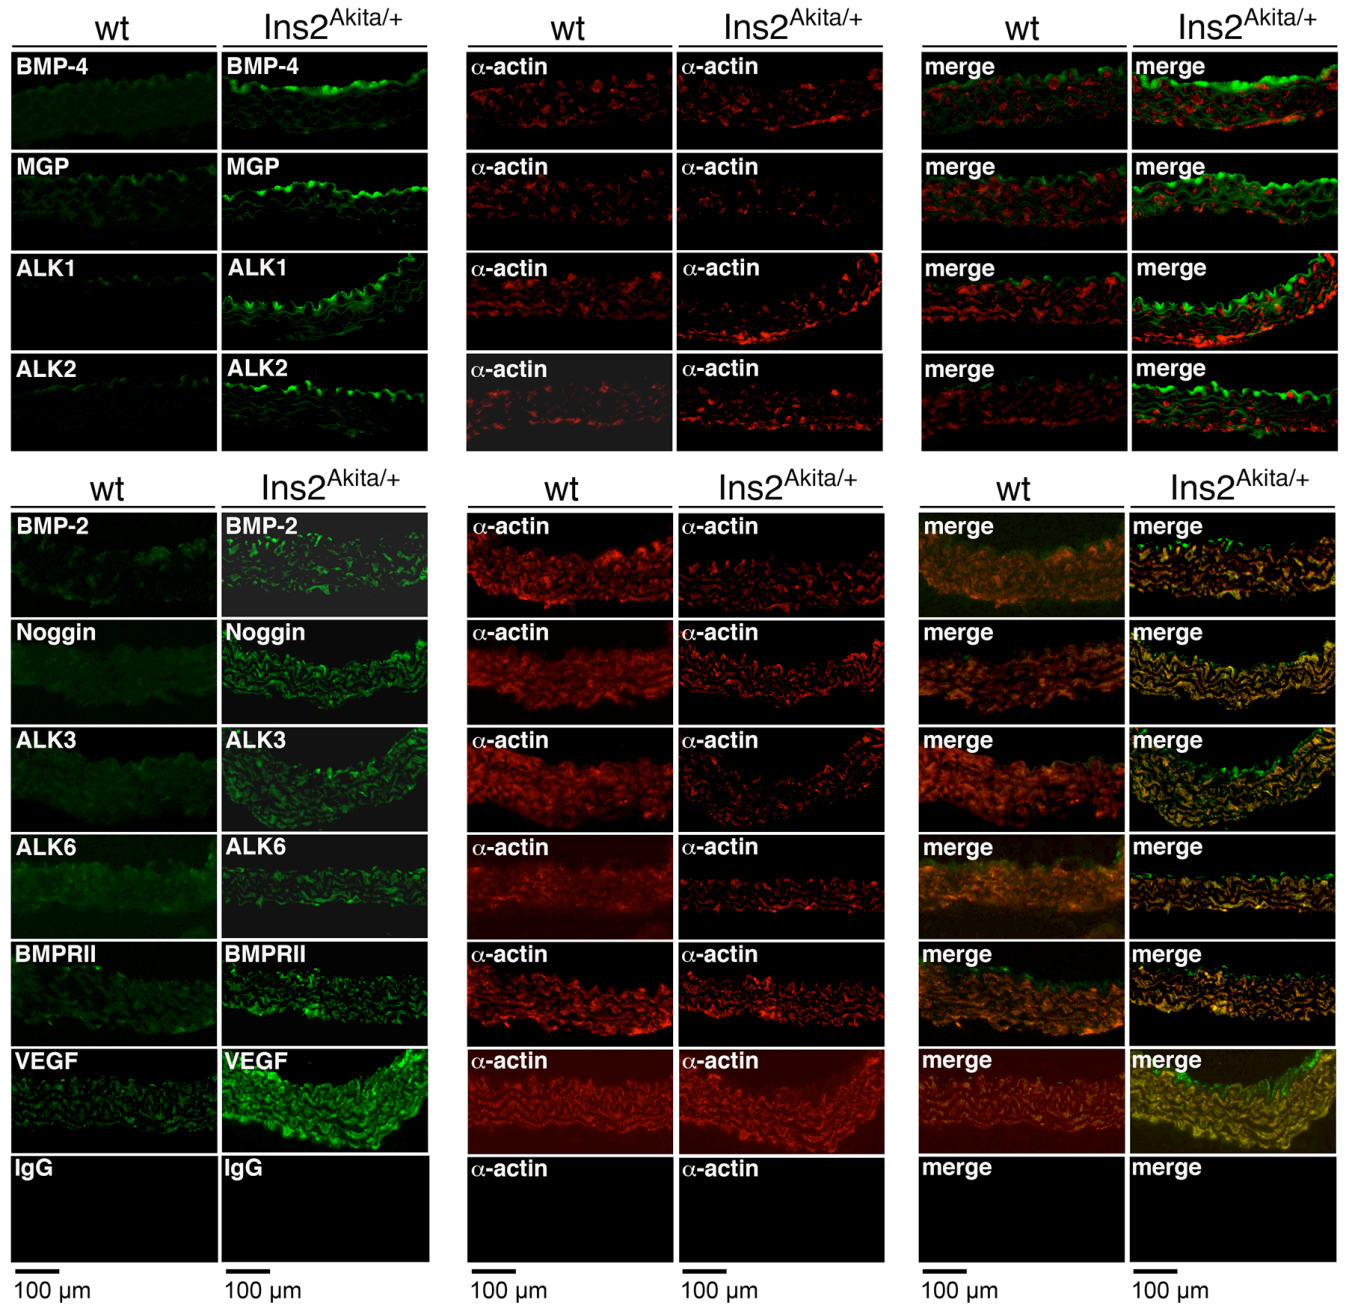 wt Ins2Akita/+ wt Ins2Akita/+ wt Ins2Akita/+
BMP-4 BMP-4 α-actin α-actin merge merge
MGP MGP α-actin α-actin merge merge
ALK1 ALK1 α-actin α-actin merge merge
ALK2 ALK2 α-actin α-actin merge merge
wt Ins2Akita/+ wt Ins2Akita/+ wt Ins2Akita/+
BMP-2 BMP-2 α-actin α-actin merge merge
Noggin Noggin α-actin α-actin merge merge
ALK3 ALK3 α-actin α-actin merge merge
ALK6 ALK6 α-actin α-actin merge merge
BMPRII BMPRII α-actin α-actin merge merge
VEGF VEGF α-actin α-actin merge merge
IgG IgG α-actin α-actin merge merge
100 µm 100 µm 100 µm 100 µm 100 µm 100 µm